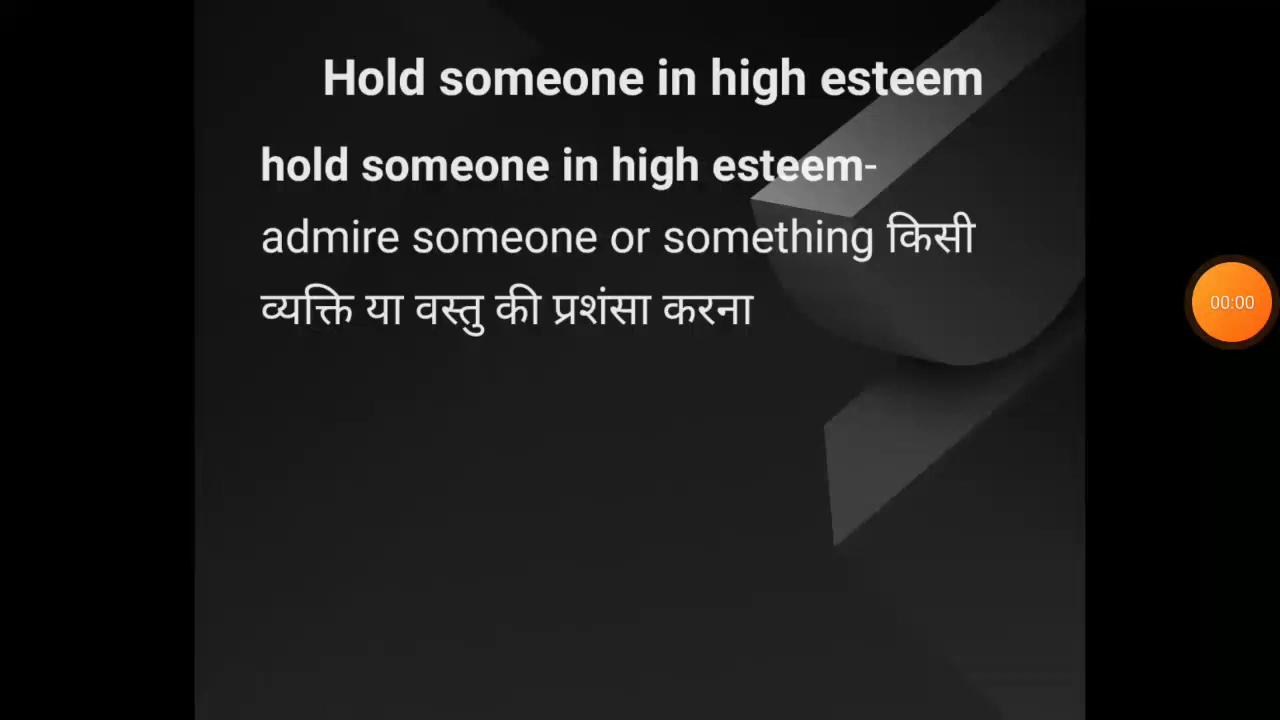 Hold someone in high esteem
hold someone in high esteem-
admire someone or something किसी
व्यक्ति या वस्तु की प्रशंसा करना
00:00